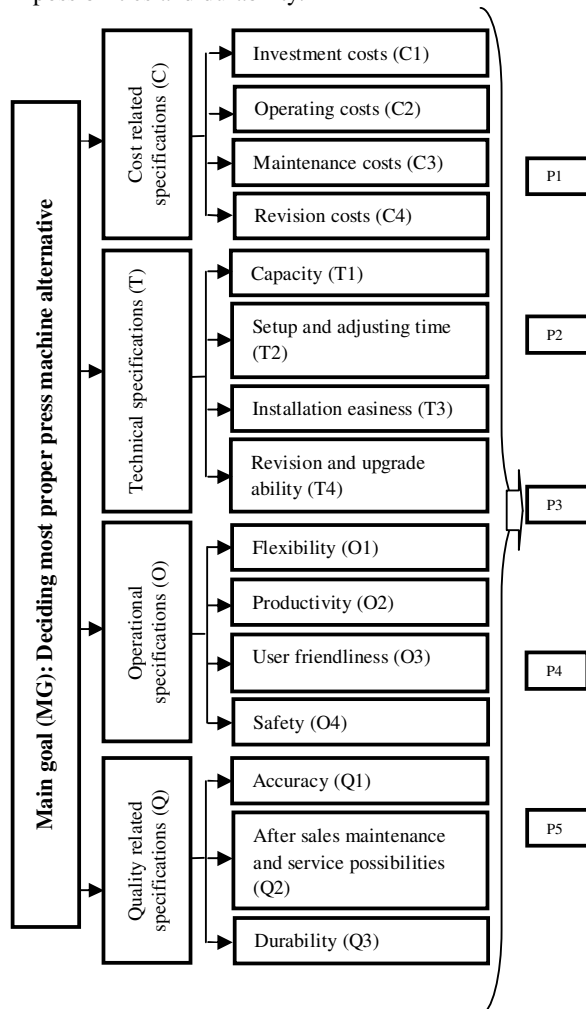 Main goal (MG): Deciding most proper press machine alternative
Cost related
specifications (C)
Investment costs (C1)
Operating costs (C2)
Maintenance costs (C3)
Revision costs (C4)
Technical specifications (T)
Capacity (T1)
Setup and adjusting time
(T2)
Installation easiness (T3)
Revision and upgrade
ability (T4)
Operational
specifications (O)
Flexibility (O1)
Productivity (O2)
User friendliness (O3)
Safety (O4)
Quality related
specifications (Q)
Accuracy (Q1)
After sales maintenance
and service possibilities
(Q2)
Durability (Q3)
P1
P2
P3
P4
P5